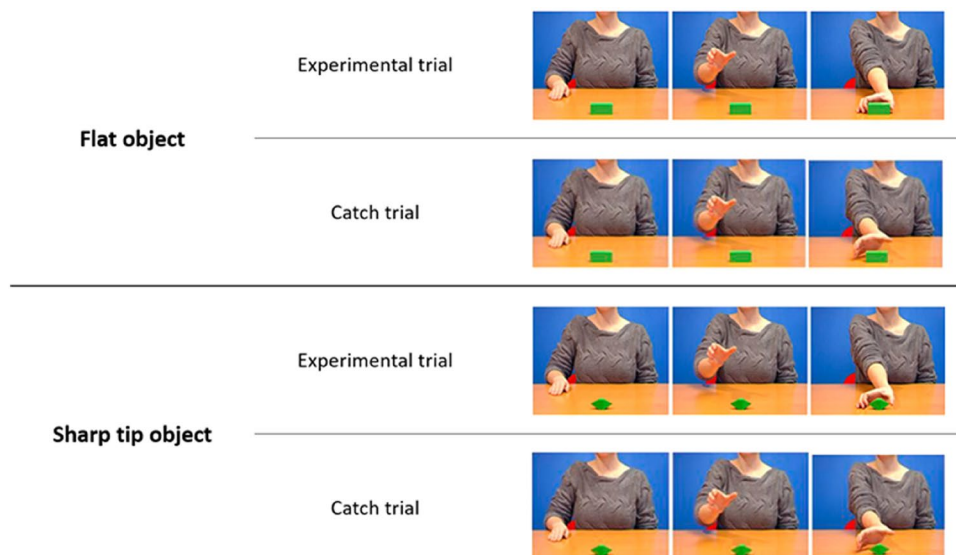 Experimental trial
Flat object
Catch trial
Experimental trial
Sharp tip object
Catch trial